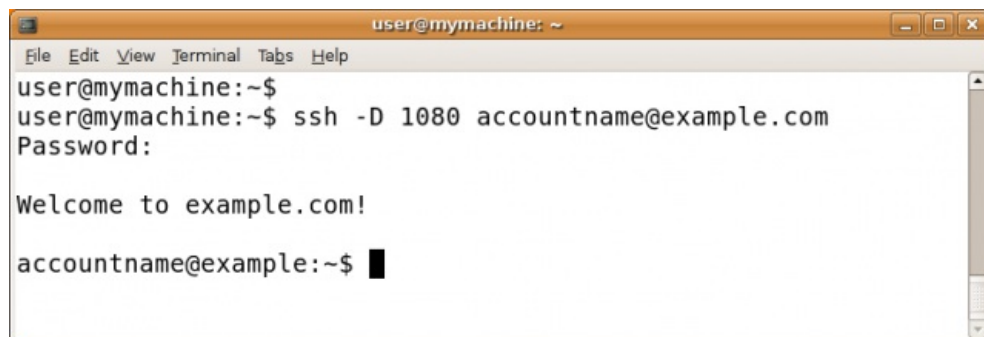 user@mymachine: ~
File Edit View Terminal Tabs Help
user@mymachine:~$
user@mymachine:~$ ssh -D 1080 accountname@example.com
Password:
Welcome to example.com!
accountname@example:~$